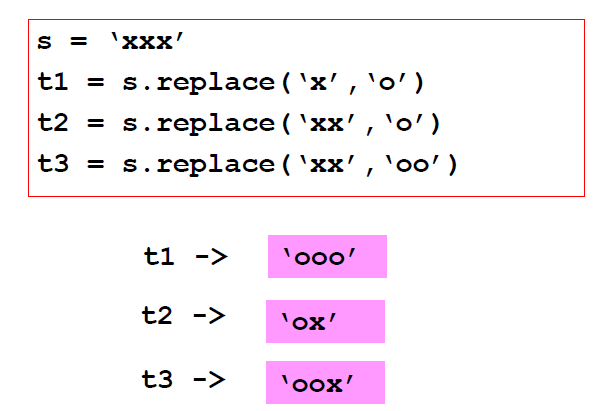 s = ‘xxx’
t1 = s.replace(‘x’,‘o’)
t2 = s.replace(‘xx’,‘o’)
t3 = s.replace(‘xx’,‘oo’)
t1 -> ‘ooo’
t2 -> ‘ox’
t3 -> ‘oox’